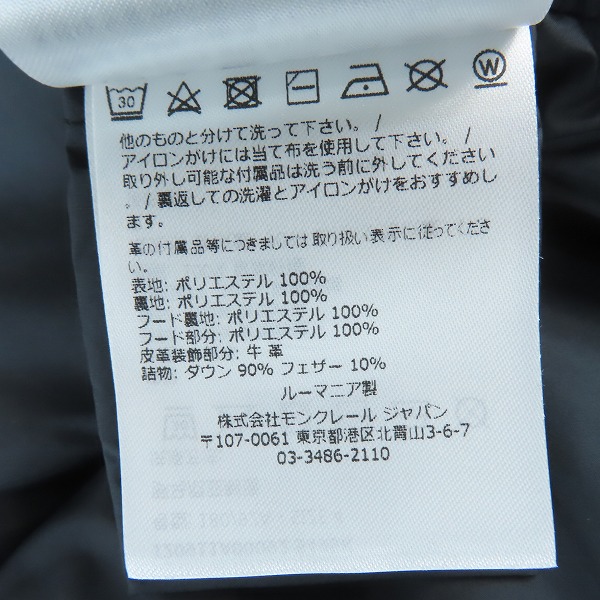 30
W
他のものと分けて洗って下さい。 /
アイロンがけには当て布を使用して下さい /
取り外し可能な付属品は洗う前に外してください
。 / 裏返しての洗濯とアイロンがけをおすすめし
ます。
革の付属品等につきましては取り扱い表示に従ってくださ
い。
表地: ポリエステル 100%
裏地: ポリエステル 100%
フード裏地: ポリエステル 100%
フード部分: ポリエステル 100%
皮革装飾部分: 牛 革
詰物: ダウン 90% フェザー 10%
ルーマニア製
株式会社モンクレール ジャパン
〒107-0061 東京都港区北青山3-6-7
03-3486-2110